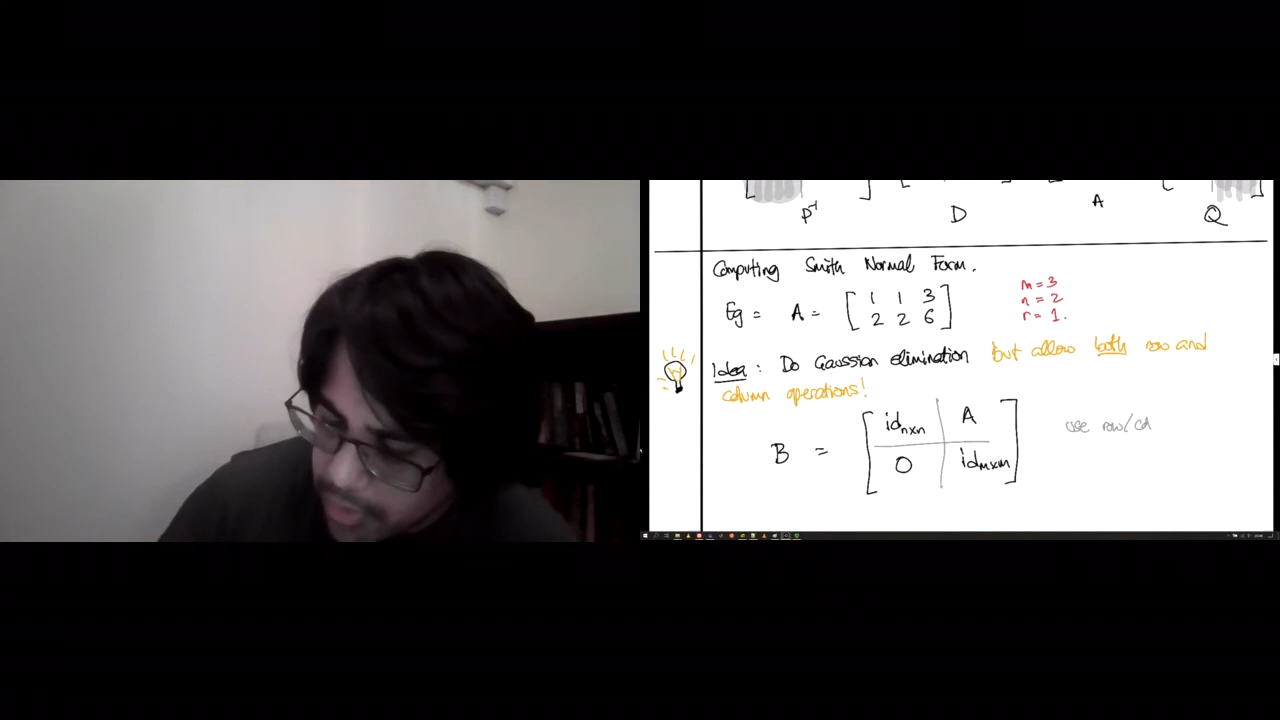 P⁻¹ D A Q
Computing Smith Normal Form.
Eg = A = [ 1 1 3
2 2 6 ]
m = 3
n = 2
r = 1.
Idea : Do Gaussian elimination but allow both row and
column operations!
B = [ id_{n×n} | A
0 | id_{m×m} ]
use row/col